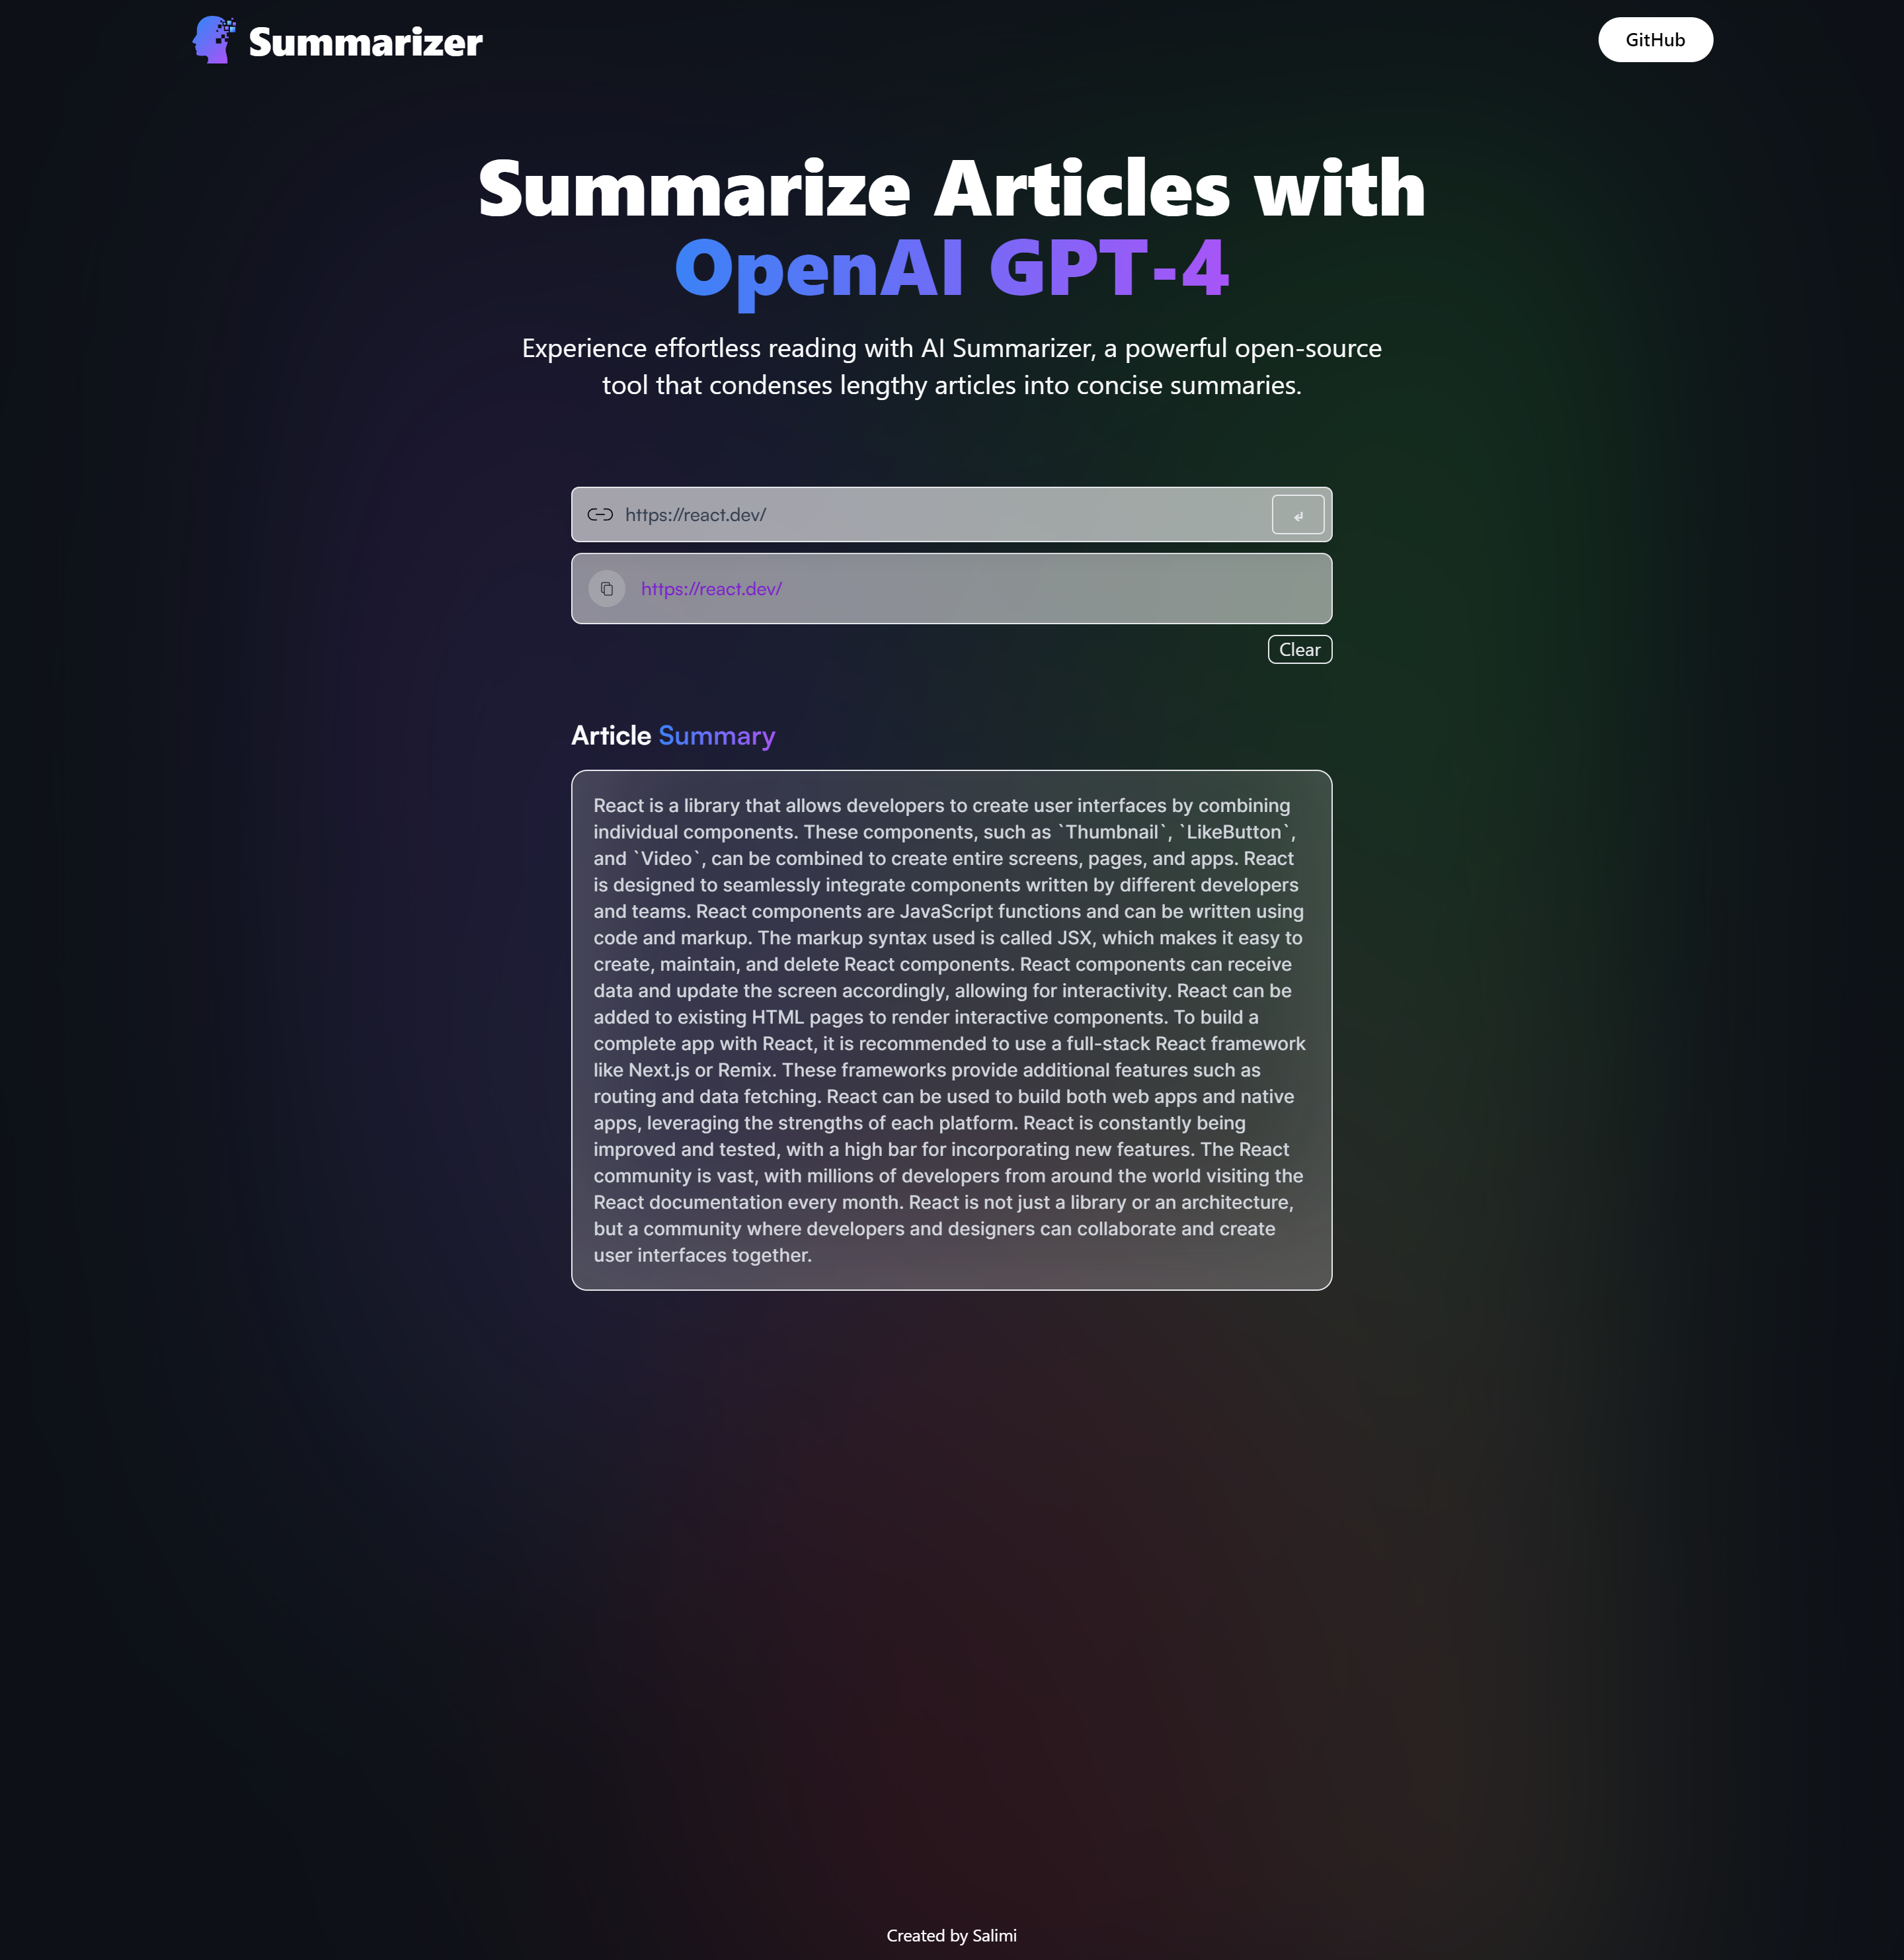 Summarizer
GitHub
Summarize Articles with
OpenAI GPT-4
Experience effortless reading with AI Summarizer, a powerful open-source
tool that condenses lengthy articles into concise summaries.
https://react.dev/
https://react.dev/
Clear
Article Summary
React is a library that allows developers to create user interfaces by combining
individual components. These components, such as `Thumbnail`, `LikeButton`,
and `Video`, can be combined to create entire screens, pages, and apps. React
is designed to seamlessly integrate components written by different developers
and teams. React components are JavaScript functions and can be written using
code and markup. The markup syntax used is called JSX, which makes it easy to
create, maintain, and delete React components. React components can receive
data and update the screen accordingly, allowing for interactivity. React can be
added to existing HTML pages to render interactive components. To build a
complete app with React, it is recommended to use a full-stack React framework
like Next.js or Remix. These frameworks provide additional features such as
routing and data fetching. React can be used to build both web apps and native
apps, leveraging the strengths of each platform. React is constantly being
improved and tested, with a high bar for incorporating new features. The React
community is vast, with millions of developers from around the world visiting the
React documentation every month. React is not just a library or an architecture,
but a community where developers and designers can collaborate and create
user interfaces together.
Created by Salimi